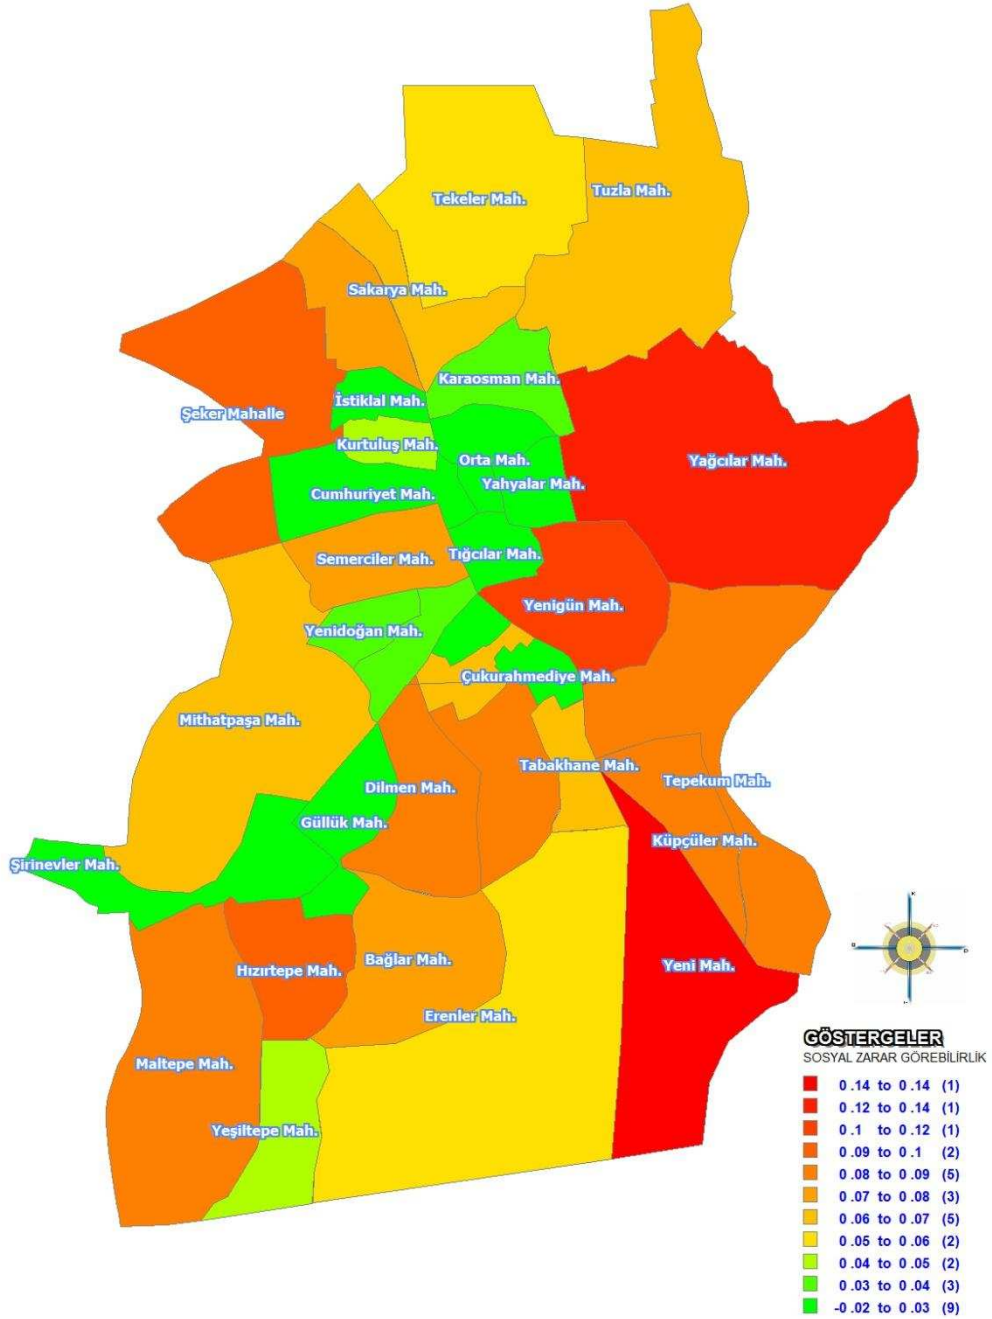 Tekeler Mah.
Tuzla Mah.
Sakarya Mah.
Karaosman Mah.
İstiklal Mah.
Şeker Mahalle
Kurtuluş Mah.
Orta Mah.
Yağcılar Mah.
Yahyalar Mah.
Cumhuriyet Mah.
Tığcılar Mah.
Semerciler Mah.
Yenigün Mah.
Yenidoğan Mah.
Çukurahmediye Mah.
Mithatpaşa Mah.
Tabakhane Mah.
Tepekum Mah.
Dilmen Mah.
Güllük Mah.
Küpçüler Mah.
Şirinevler Mah.
Bağlar Mah.
Yeni Mah.
Hızırtepe Mah.
Erenler Mah.
Maltepe Mah.
Yeşiltepe Mah.
GÖSTERGELER
SOSYAL ZARAR GÖREBİLİRLİK
0.14 to 0.14 (1)
0.12 to 0.14 (1)
0.1 to 0.12 (1)
0.09 to 0.1 (2)
0.08 to 0.09 (5)
0.07 to 0.08 (3)
0.06 to 0.07 (5)
0.05 to 0.06 (2)
0.04 to 0.05 (2)
0.03 to 0.04 (3)
-0.02 to 0.03 (9)